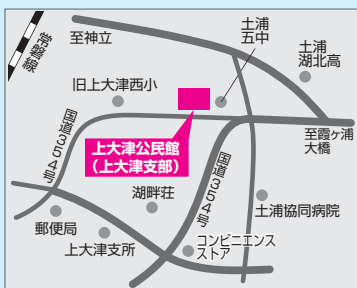 常磐線
至神立
土浦
五中
土浦
湖北高
旧上大津西小
国道354号
上大津公民館
(上大津支部)
至霞ヶ浦
大橋
国道354号
湖畔荘
土浦協同病院
郵便局
上大津支所
コンビニエンス
ストア